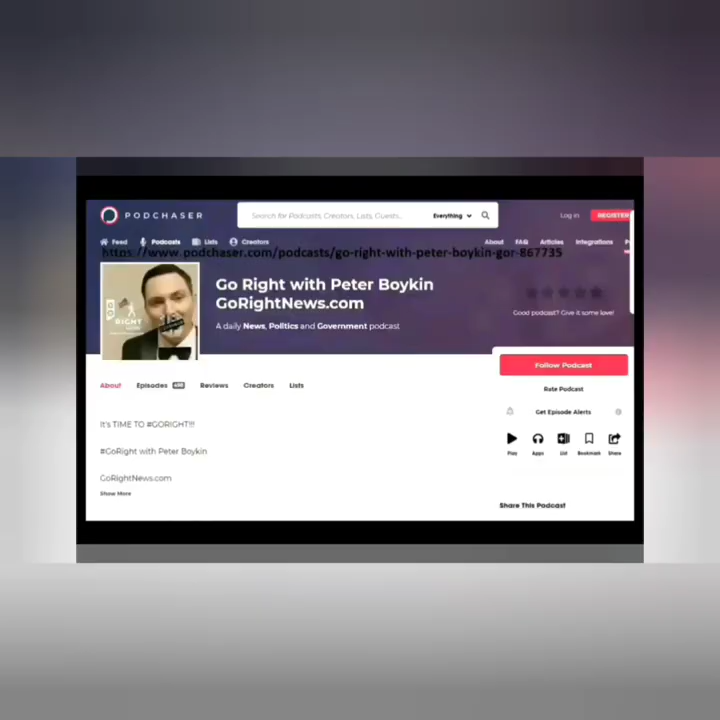 PODCHASER
Search for Podcasts, Creators, Lists, Guests...
Everything
Log in
REGISTER
Feed
Podcasts
Lists
Creators
About
FAQ
Articles
Integrations
https://www.podchaser.com/podcasts/go-right-with-peter-boykin-gor-867735
GO
RIGHT
Go Right with Peter Boykin
GoRightNews.com
A daily News, Politics and Government podcast
Good podcast? Give it some love!
Follow Podcast
Rate Podcast
Get Episode Alerts
Play
Apps
List
Bookmark
Share
Share This Podcast
About
Episodes
Reviews
Creators
Lists
It's TIME TO #GORIGHT!!!
#GoRight with Peter Boykin
GoRightNews.com
Show More